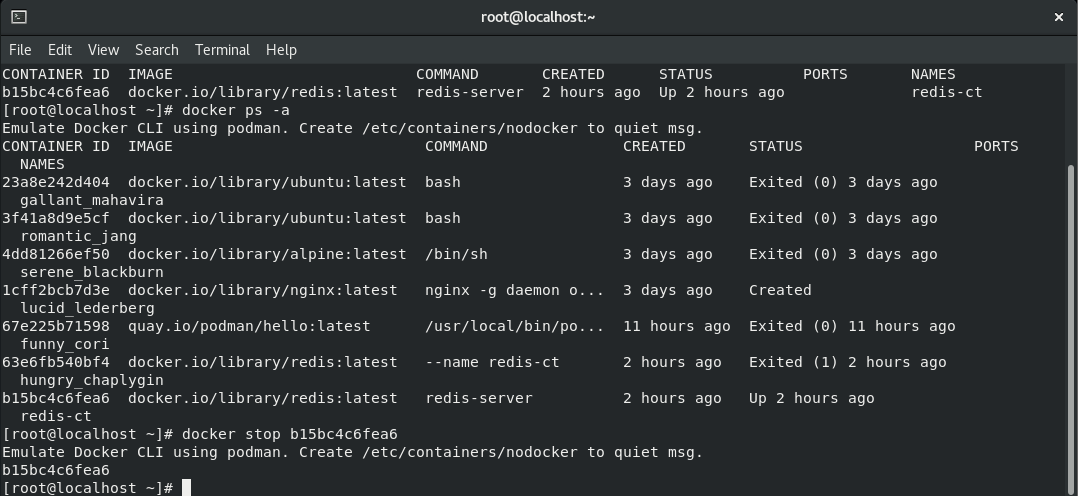 root@localhost:~
File Edit View Search Terminal Help
CONTAINER ID  IMAGE                           COMMAND       CREATED      STATUS          PORTS       NAMES
b15bc4c6fea6  docker.io/library/redis:latest  redis-server  2 hours ago  Up 2 hours ago              redis-ct
[root@localhost ~]# docker ps -a
Emulate Docker CLI using podman. Create /etc/containers/nodocker to quiet msg.
CONTAINER ID  IMAGE                            COMMAND               CREATED       STATUS                   PORTS
  NAMES
23a8e242d404  docker.io/library/ubuntu:latest  bash                  3 days ago    Exited (0) 3 days ago
  gallant_mahavira
3f41a8d9e5cf  docker.io/library/ubuntu:latest  bash                  3 days ago    Exited (0) 3 days ago
  romantic_jang
4dd81266ef50  docker.io/library/alpine:latest  /bin/sh               3 days ago    Exited (0) 3 days ago
  serene_blackburn
1cff2bcb7d3e  docker.io/library/nginx:latest   nginx -g daemon o...  3 days ago    Created
  lucid_lederberg
67e225b71598  quay.io/podman/hello:latest      /usr/local/bin/po...  11 hours ago  Exited (0) 11 hours ago
  funny_cori
63e6fb540bf4  docker.io/library/redis:latest   --name redis-ct       2 hours ago   Exited (1) 2 hours ago
  hungry_chaplygin
b15bc4c6fea6  docker.io/library/redis:latest   redis-server          2 hours ago   Up 2 hours ago
  redis-ct
[root@localhost ~]# docker stop b15bc4c6fea6
Emulate Docker CLI using podman. Create /etc/containers/nodocker to quiet msg.
b15bc4c6fea6
[root@localhost ~]#